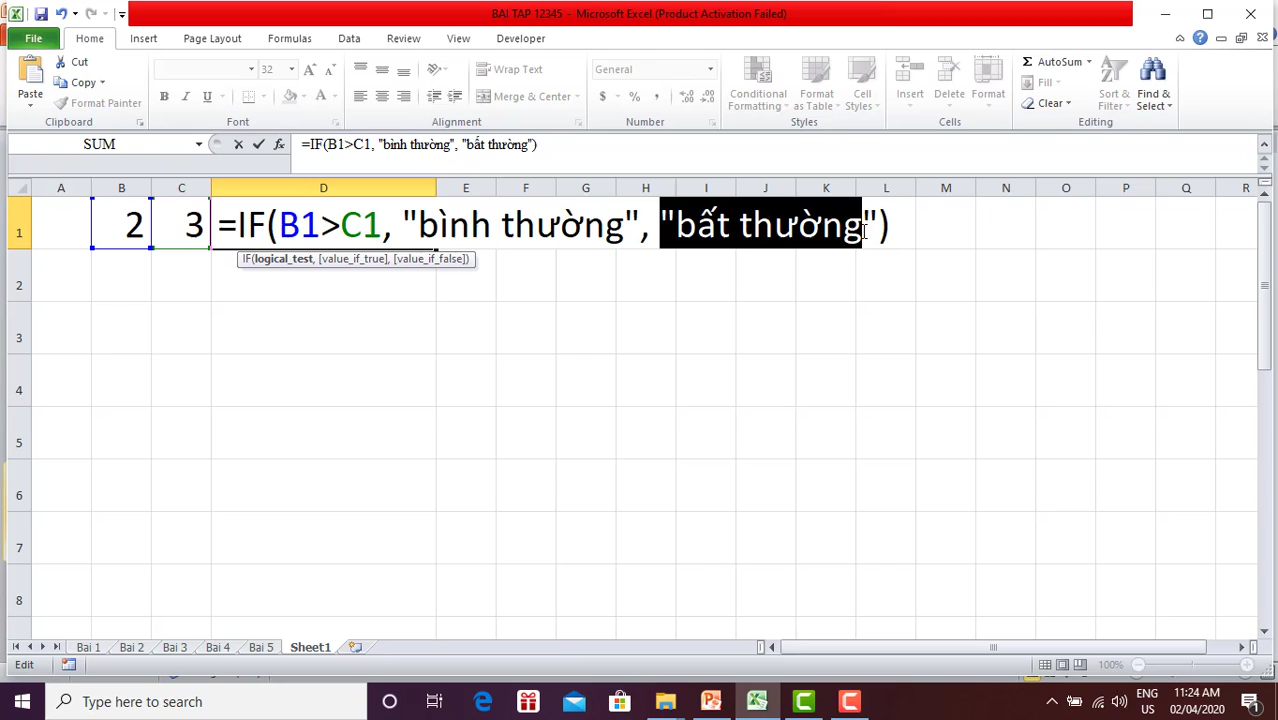 BAI TAP 12345 - Microsoft Excel (Product Activation Failed)
File Home Insert Page Layout Formulas Data Review View Developer
Paste
Cut
Copy
Format Painter
Clipboard
32 A A
B I U A
Font
Wrap Text
Merge & Center
Alignment
General
$ % ,
Number
Conditional Formatting
Format as Table
Cell Styles
Styles
Insert
Delete
Format
Cells
Σ AutoSum
Fill
Clear
Sort & Filter
Find & Select
Editing
SUM fx =IF(B1>C1, "bình thường", "bất thường")
A B C D E F G H I J K L M N O P Q R
1 2 3 =IF(B1>C1, "bình thường", "bất thường")
IF(logical_test, [value_if_true], [value_if_false])
2
3
4
5
6
7
8
Bai 1 Bai 2 Bai 3 Bai 4 Bai 5 Sheet1
Edit 100%
Type here to search
ENG
US
11:24 AM
02/04/2020
1